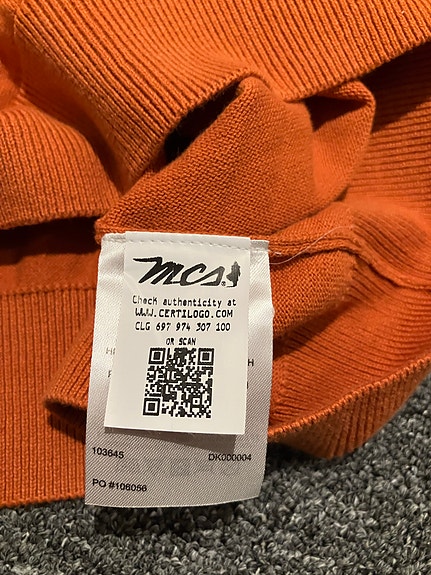 mcs
Check authenticity at
WWW.CERTILOGO.COM
CLG 697 974 307 100
OR SCAN
103645 DK000004
PO #106056